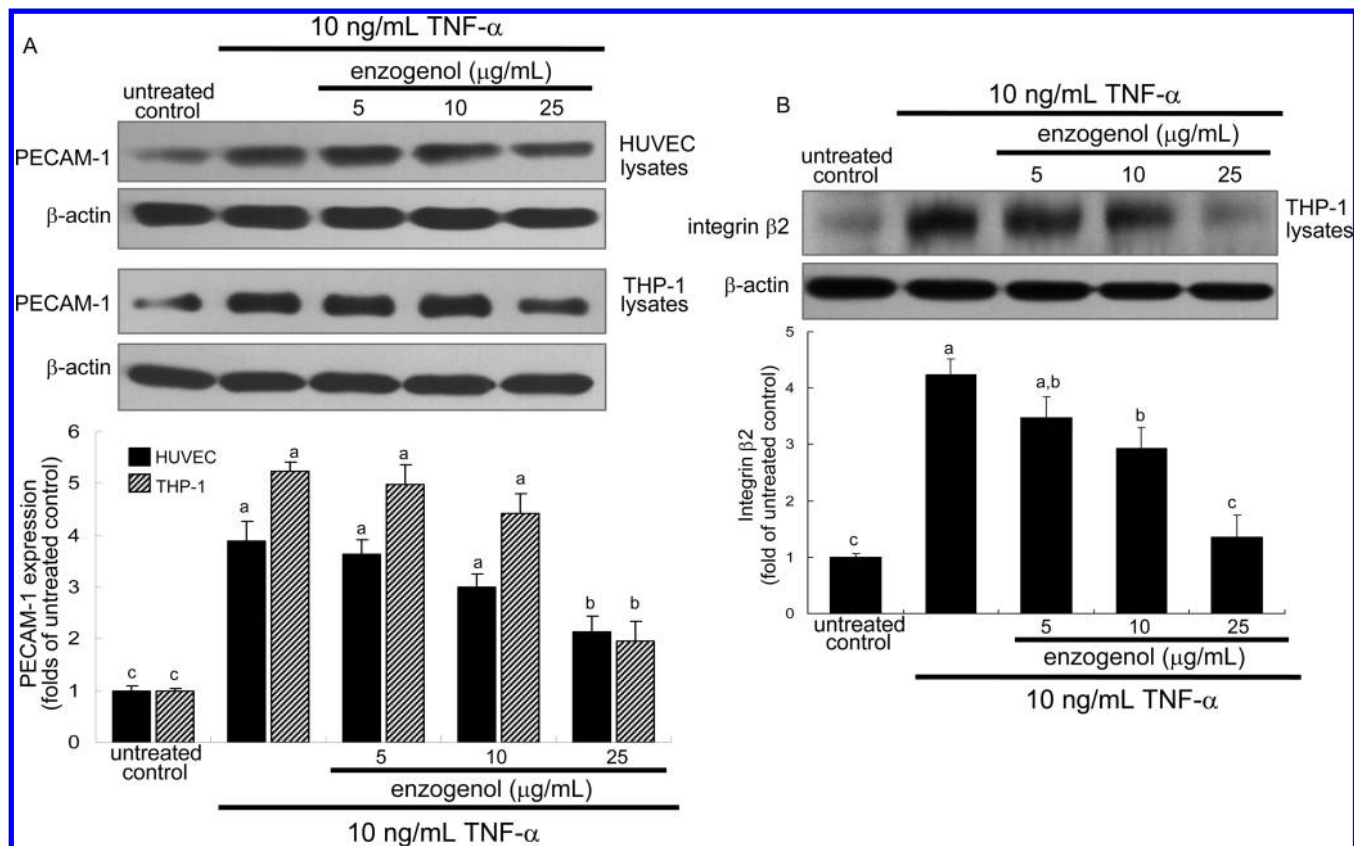 A
10 ng/mL TNF-α
enzogenol (μg/mL)
untreated
control
5 10 25
PECAM-1
HUVEC
lysates
β-actin
PECAM-1
THP-1
lysates
β-actin
6
5
4
3
2
1
0
PECAM-1 expression
(folds of untreated control)
HUVEC
THP-1
c c a a a a a a b b
untreated
control
5 10 25
enzogenol (μg/mL)
10 ng/mL TNF-α
B
10 ng/mL TNF-α
enzogenol (μg/mL)
untreated
control
5 10 25
integrin β2
THP-1
lysates
β-actin
5
4
3
2
1
0
Integrin β2
(fold of untreated control)
c a a,b b c
untreated
control
5 10 25
enzogenol (μg/mL)
10 ng/mL TNF-α